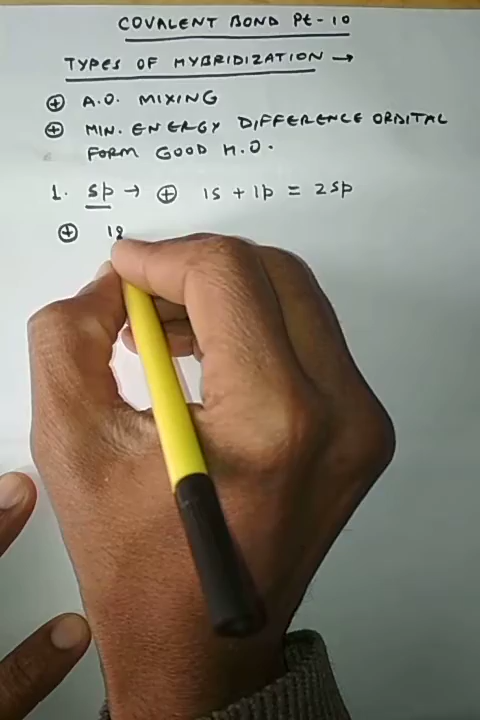 COVALENT BOND Pt-10
TYPES OF HYBRIDIZATION →
⊕ A.O. MIXING
⊕ MIN. ENERGY DIFFERENCE ORBITAL
FORM GOOD H.O.
1. sp → ⊕ 1s + 1p = 2sp
⊕ 18